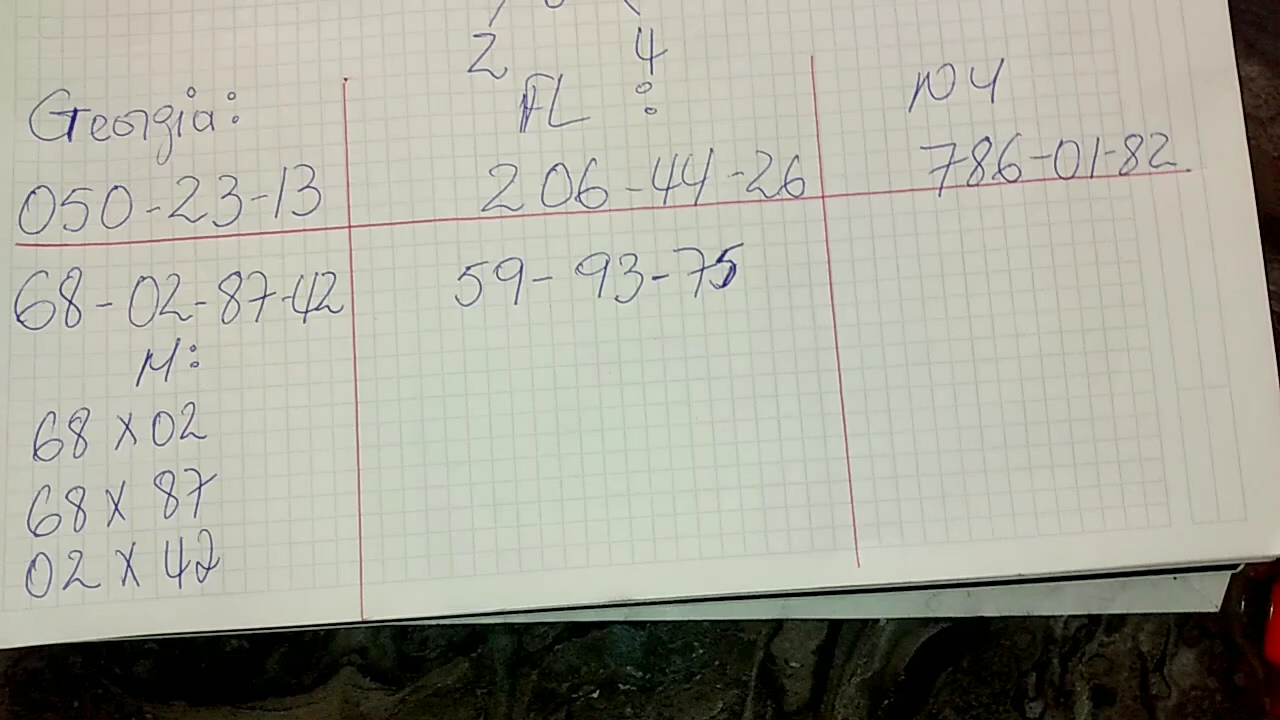 2 4
Georgia:
050-23-13
68-02-87-42
M:
68 x 02
68 x 87
02 x 42
FL :
206-44-26
59-93-75
NY
786-01-82